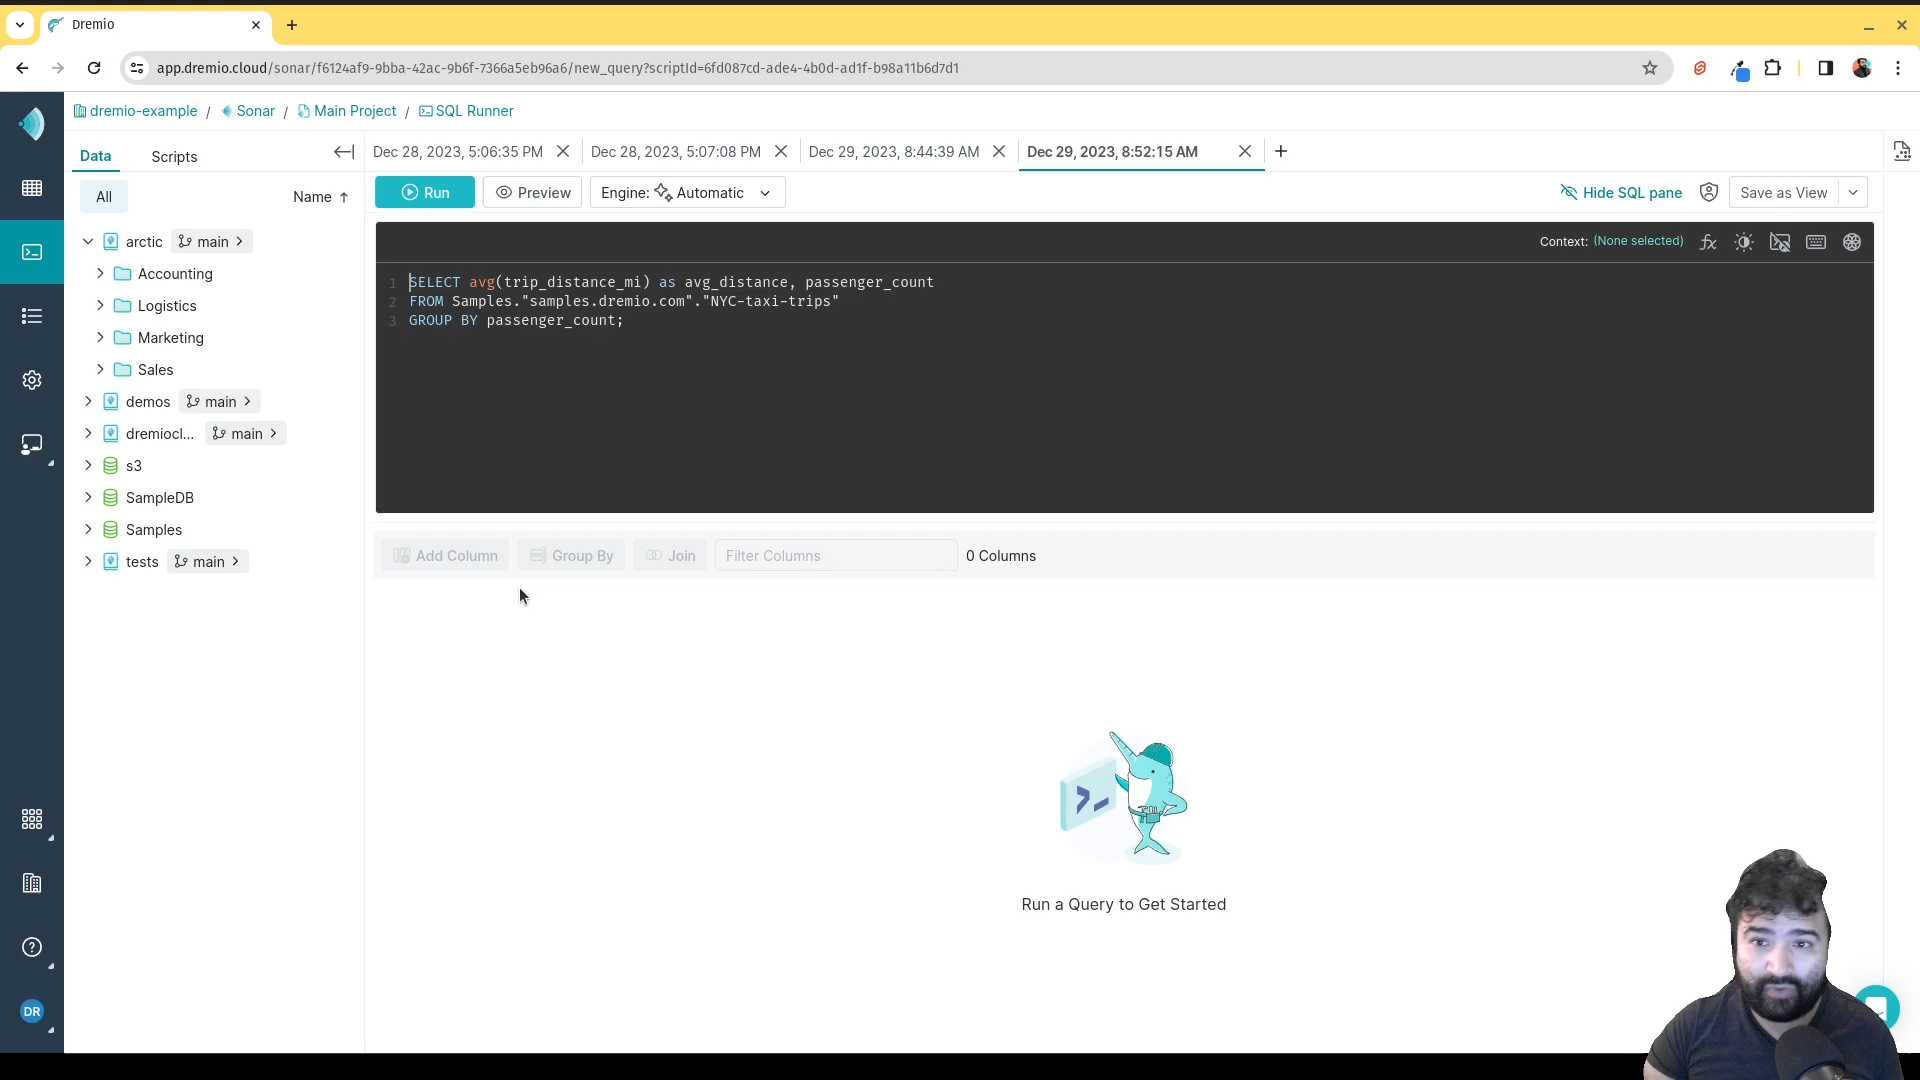 Dremio
app.dremio.cloud/sonar/f6124af9-9bba-42ac-9b6f-7366a5eb96a6/new_query?scriptId=6fd087cd-ade4-4b0d-ad1f-b98a11b6d7d1
dremio-example / Sonar / Main Project / SQL Runner
Data Scripts
Dec 28, 2023, 5:06:35 PM Dec 28, 2023, 5:07:08 PM Dec 29, 2023, 8:44:39 AM Dec 29, 2023, 8:52:15 AM
Run Preview Engine: Automatic Hide SQL pane Save as View
All Name
Context: (None selected) fx
arctic main
Accounting
Logistics
Marketing
Sales
demos main
dremiocl... main
s3
SampleDB
Samples
tests main
1 SELECT avg(trip_distance_mi) as avg_distance, passenger_count
2 FROM Samples."samples.dremio.com"."NYC-taxi-trips"
3 GROUP BY passenger_count;
Add Column Group By Join Filter Columns 0 Columns
Run a Query to Get Started
DR